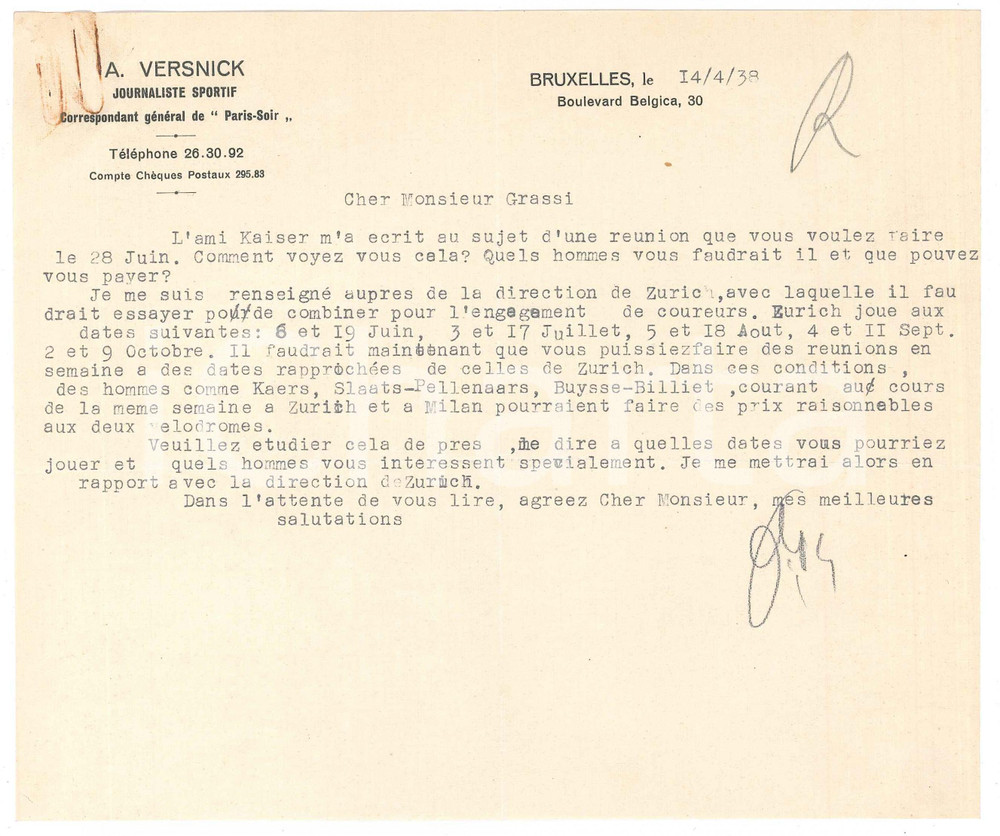 A. VERSNICK
JOURNALISTE SPORTIF
Correspondant général de “ Paris-Soir „
Téléphone 26.30.92
Compte Chèques Postaux 295.83
BRUXELLES, le I4/4/38
Boulevard Belgica, 30
R
Cher Monsieur Grassi
L'ami Kaiser m'a ecrit au sujet d'une reunion que vous voulez faire
le 28 Juin. Comment voyez vous cela? Quels hommes vous faudrait il et que pouvez
vous payer?
Je me suis renseigné aupres de la direction de Zurich,avec laquelle il fau
drait essayer pour de combiner pour l'engegement de coureurs. Eurich joue aux
dates suivantes: 6 et I9 Juin, 3 et I7 Juillet, 5 et I8 Aout, 4 et II Sept.
2 et 9 Octobre. Il faudrait maintenant que vous puissiezfaire des reunions en
semaine a des dates rapprochées de celles de Zurich. Dans ces conditions ,
des hommes comme Kaers, Slaats-Pellenaars, Buysse-Billiet ,courant au cours
de la meme semaine a Zurich et a Milan pourraient faire des prix raisonnebles
aux deux velodromes.
Veuillez etudier cela de pres ,me dire a quelles dates vous pourriez
jouer et quels hommes vous interessent specialement. Je me mettrai alors en
rapport avec la direction deZurich.
Dans l'attente de vous lire, agreez Cher Monsieur, mes meilleures
salutations